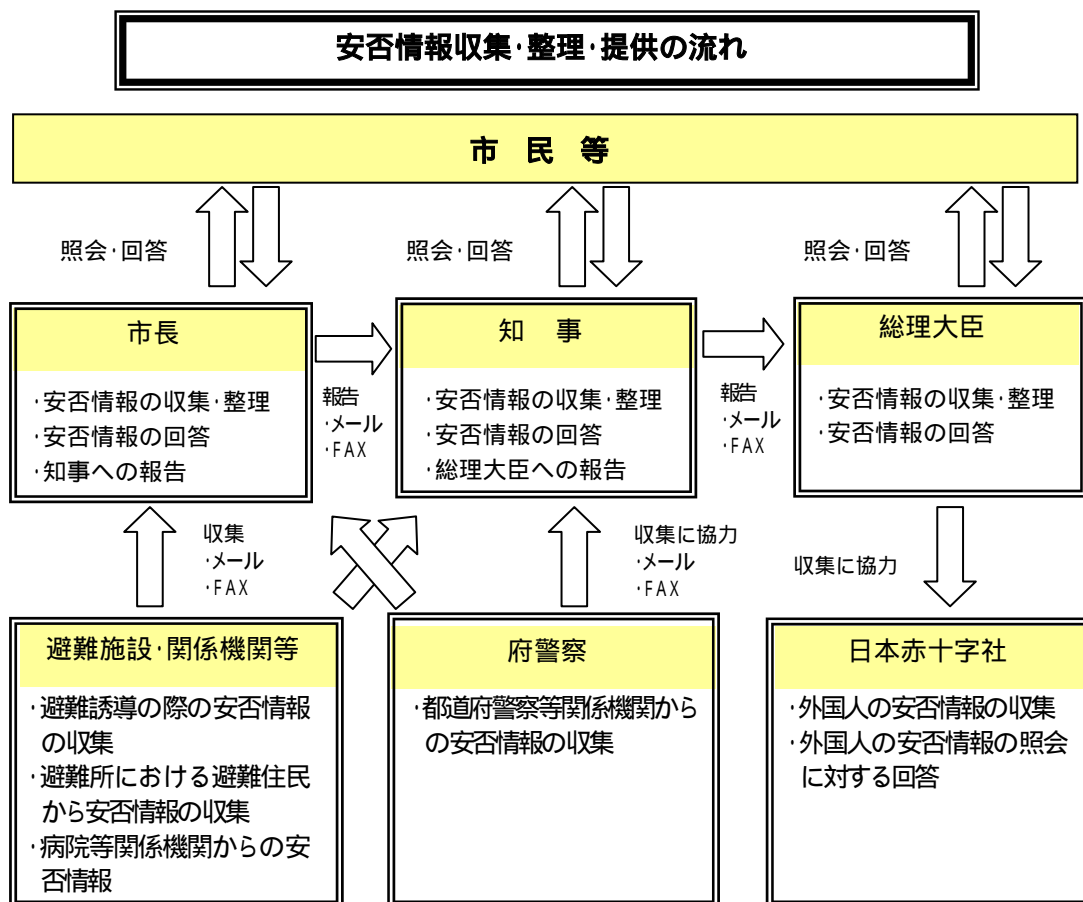 安否情報収集･整理･提供の流れ
市 民 等
照会･回答
照会･回答
照会･回答
市長
･安否情報の収集･整理
･安否情報の回答
･知事への報告
報告
･メール
･FAX
知 事
･安否情報の収集･整理
･安否情報の回答
･総理大臣への報告
報告
･メール
･FAX
総理大臣
･安否情報の収集･整理
･安否情報の回答
収集
･メール
･FAX
収集に協力
･メール
･FAX
収集に協力
避難施設･関係機関等
･避難誘導の際の安否情報
の収集
･避難所における避難住民
から安否情報の収集
･病院等関係機関からの安
否情報
府警察
･都道府警察等関係機関から
の安否情報の収集
日本赤十字社
･外国人の安否情報の収集
･外国人の安否情報の照会
に対する回答